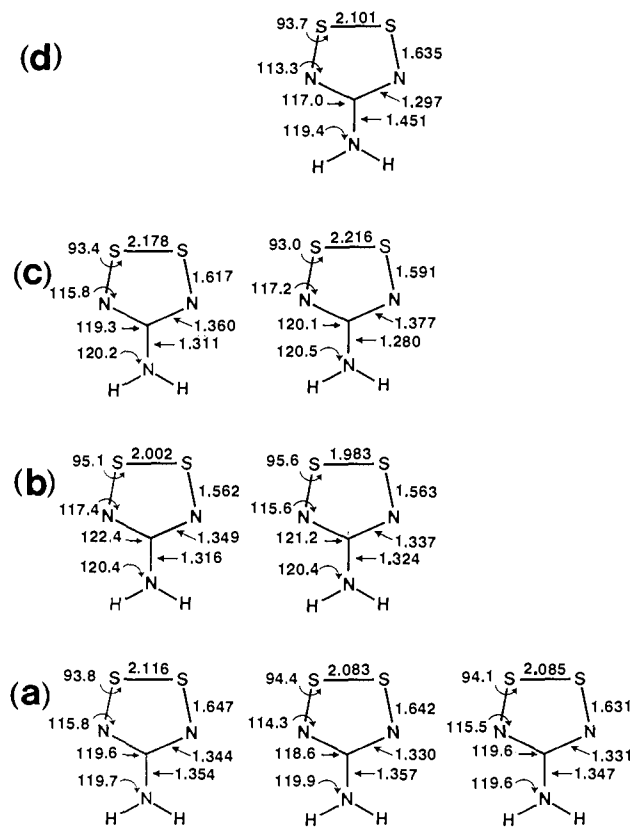 (d)
93.7 S 2.101 S
1.635
113.3 N N
117.0 1.297
1.451
119.4 N
H H
(c)
93.4 S 2.178 S
1.617
115.8 N N
119.3 1.360
1.311
120.2 N
H H
93.0 S 2.216 S
1.591
117.2 N N
120.1 1.377
1.280
120.5 N
H H
(b)
95.1 S 2.002 S
1.562
117.4 N N
122.4 1.349
1.316
120.4 N
H H
95.6 S 1.983 S
1.563
115.6 N N
121.2 1.337
1.324
120.4 N
H H
(a)
93.8 S 2.116 S
1.647
115.8 N N
119.6 1.344
1.354
119.7 N
H H
94.4 S 2.083 S
1.642
114.3 N N
118.6 1.330
1.357
119.9 N
H H
94.1 S 2.085 S
1.631
115.5 N N
119.6 1.331
1.347
119.6 N
H H